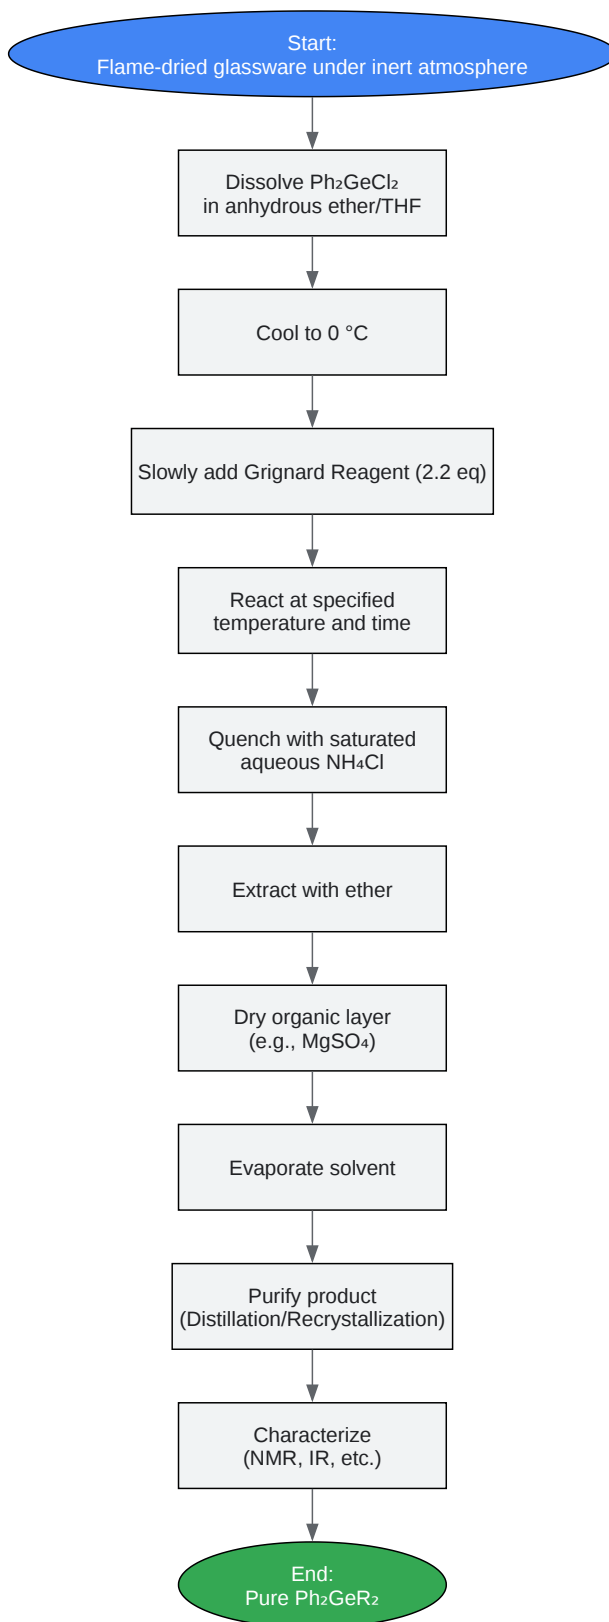 Start:
Flame-dried glassware under inert atmosphere
Dissolve Ph₂GeCl₂
in anhydrous ether/THF
Cool to 0 °C
Slowly add Grignard Reagent (2.2 eq)
React at specified
temperature and time
Quench with saturated
aqueous NH₄Cl
Extract with ether
Dry organic layer
(e.g., MgSO₄)
Evaporate solvent
Purify product
(Distillation/Recrystallization)
Characterize
(NMR, IR, etc.)
End:
Pure Ph₂GeR₂